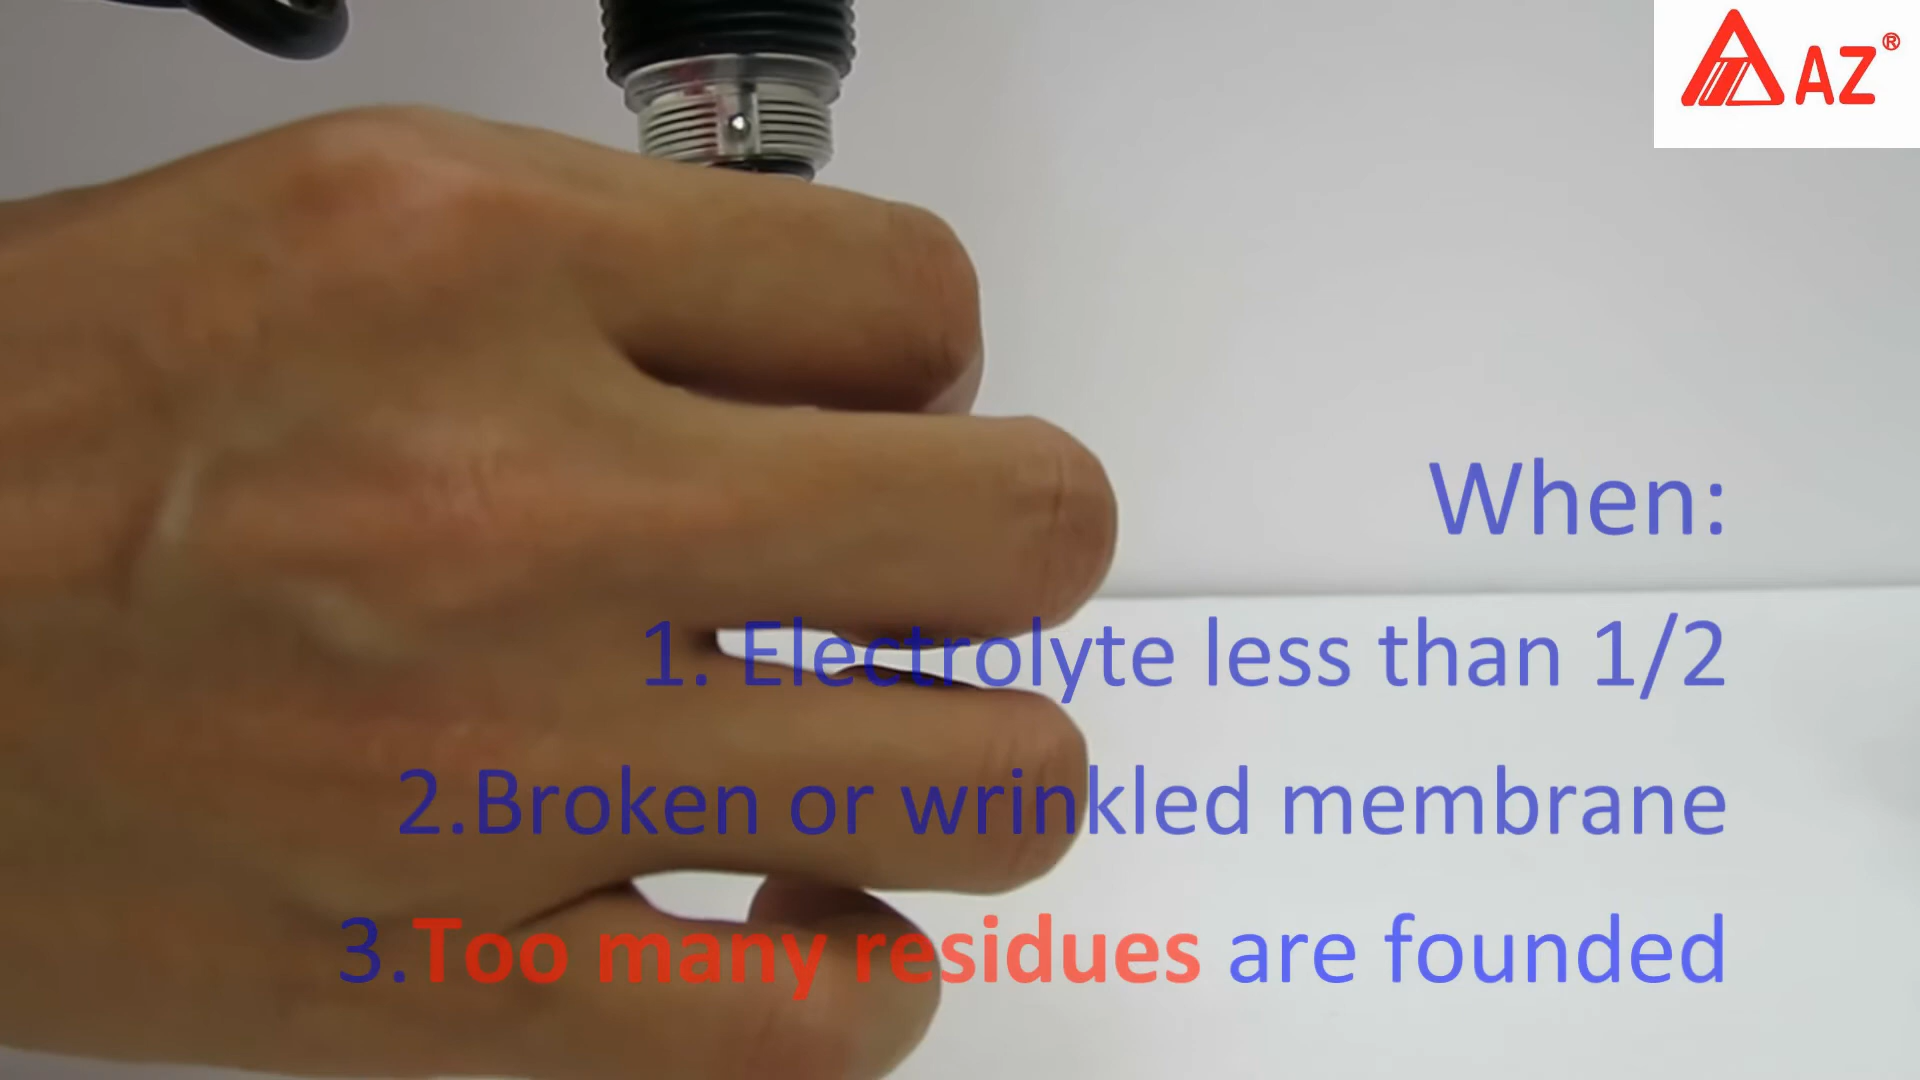 AZ®
When:
1. Electrolyte less than 1/2
2.Broken or wrinkled membrane
3.Too many residues are founded